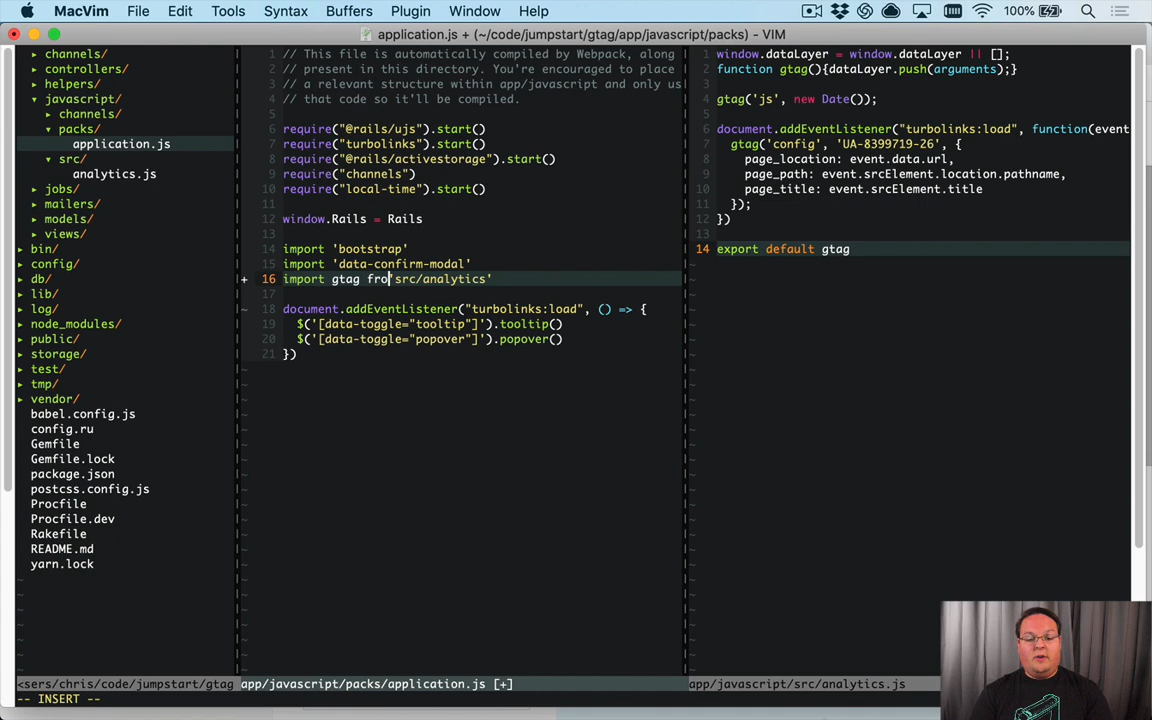 MacVim File Edit Tools Syntax Buffers Plugin Window Help 100%
application.js + (~/code/jumpstart/gtag/app/javascript/packs) - VIM
▸ channels/
▸ controllers/
▸ helpers/
▾ javascript/
▸ channels/
▾ packs/
application.js
▾ src/
analytics.js
▸ jobs/
▸ mailers/
▸ models/
▸ views/
▸ bin/
▸ config/
▸ db/
▸ lib/
▸ log/
▸ node_modules/
▸ public/
▸ storage/
▸ test/
▸ tmp/
▸ vendor/
babel.config.js
config.ru
Gemfile
Gemfile.lock
package.json
postcss.config.js
Procfile
Procfile.dev
Rakefile
README.md
yarn.lock
<sers/chris/code/jumpstart/gtag
1 // This file is automatically compiled by Webpack, along
2 // present in this directory. You're encouraged to place
3 // a relevant structure within app/javascript and only us
4 // that code so it'll be compiled.
5
6 require("@rails/ujs").start()
7 require("turbolinks").start()
8 require("@rails/activestorage").start()
9 require("channels")
10 require("local-time").start()
11
12 window.Rails = Rails
13
14 import 'bootstrap'
15 import 'data-confirm-modal'
+ 16 import gtag fro'src/analytics'
17
~ 18 document.addEventListener("turbolinks:load", () => {
19 $('[data-toggle="tooltip"]').tooltip()
20 $('[data-toggle="popover"]').popover()
21 })
app/javascript/packs/application.js [+]
1 window.dataLayer = window.dataLayer || [];
2 function gtag(){dataLayer.push(arguments);}
3
4 gtag('js', new Date());
5
6 document.addEventListener("turbolinks:load", function(event
7 gtag('config', 'UA-8399719-26', {
8 page_location: event.data.url,
9 page_path: event.srcElement.location.pathname,
10 page_title: event.srcElement.title
11 });
12 })
13
14 export default gtag
app/javascript/src/analytics.js
-- INSERT --